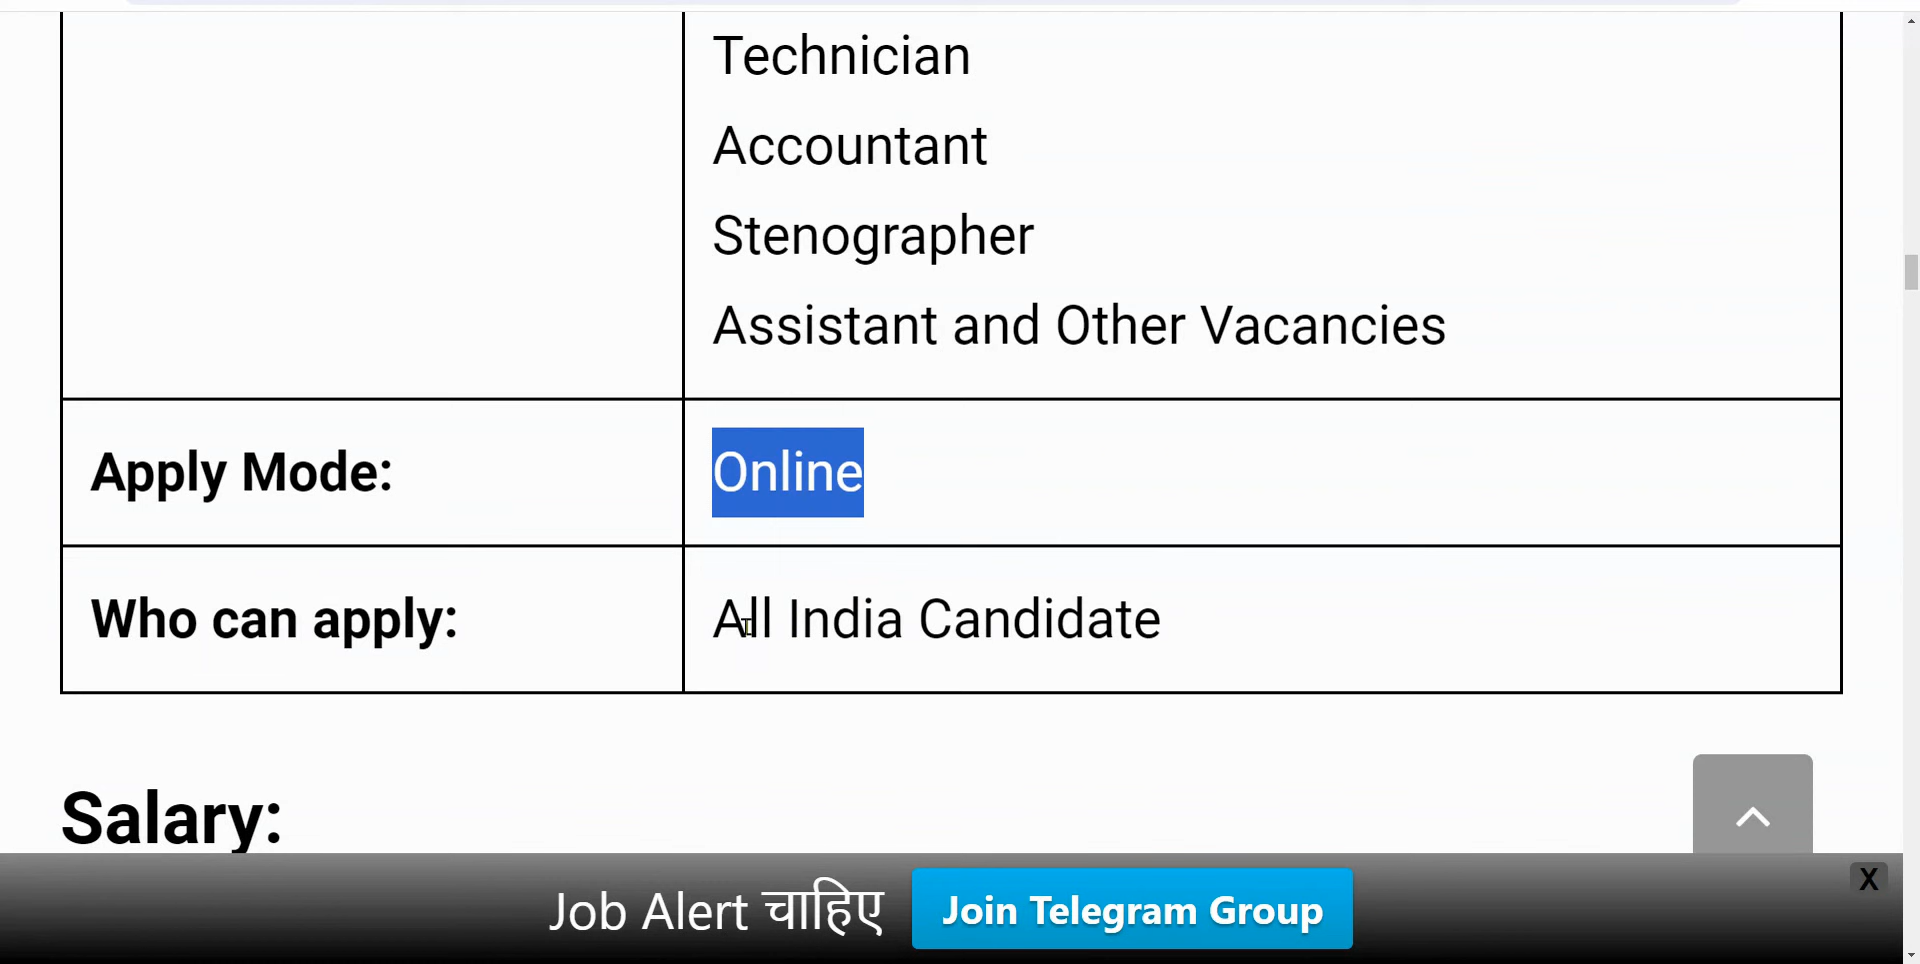 Technician
Accountant
Stenographer
Assistant and Other Vacancies
Apply Mode: Online
Who can apply: All India Candidate
Salary:
Job Alert चाहिए Join Telegram Group X